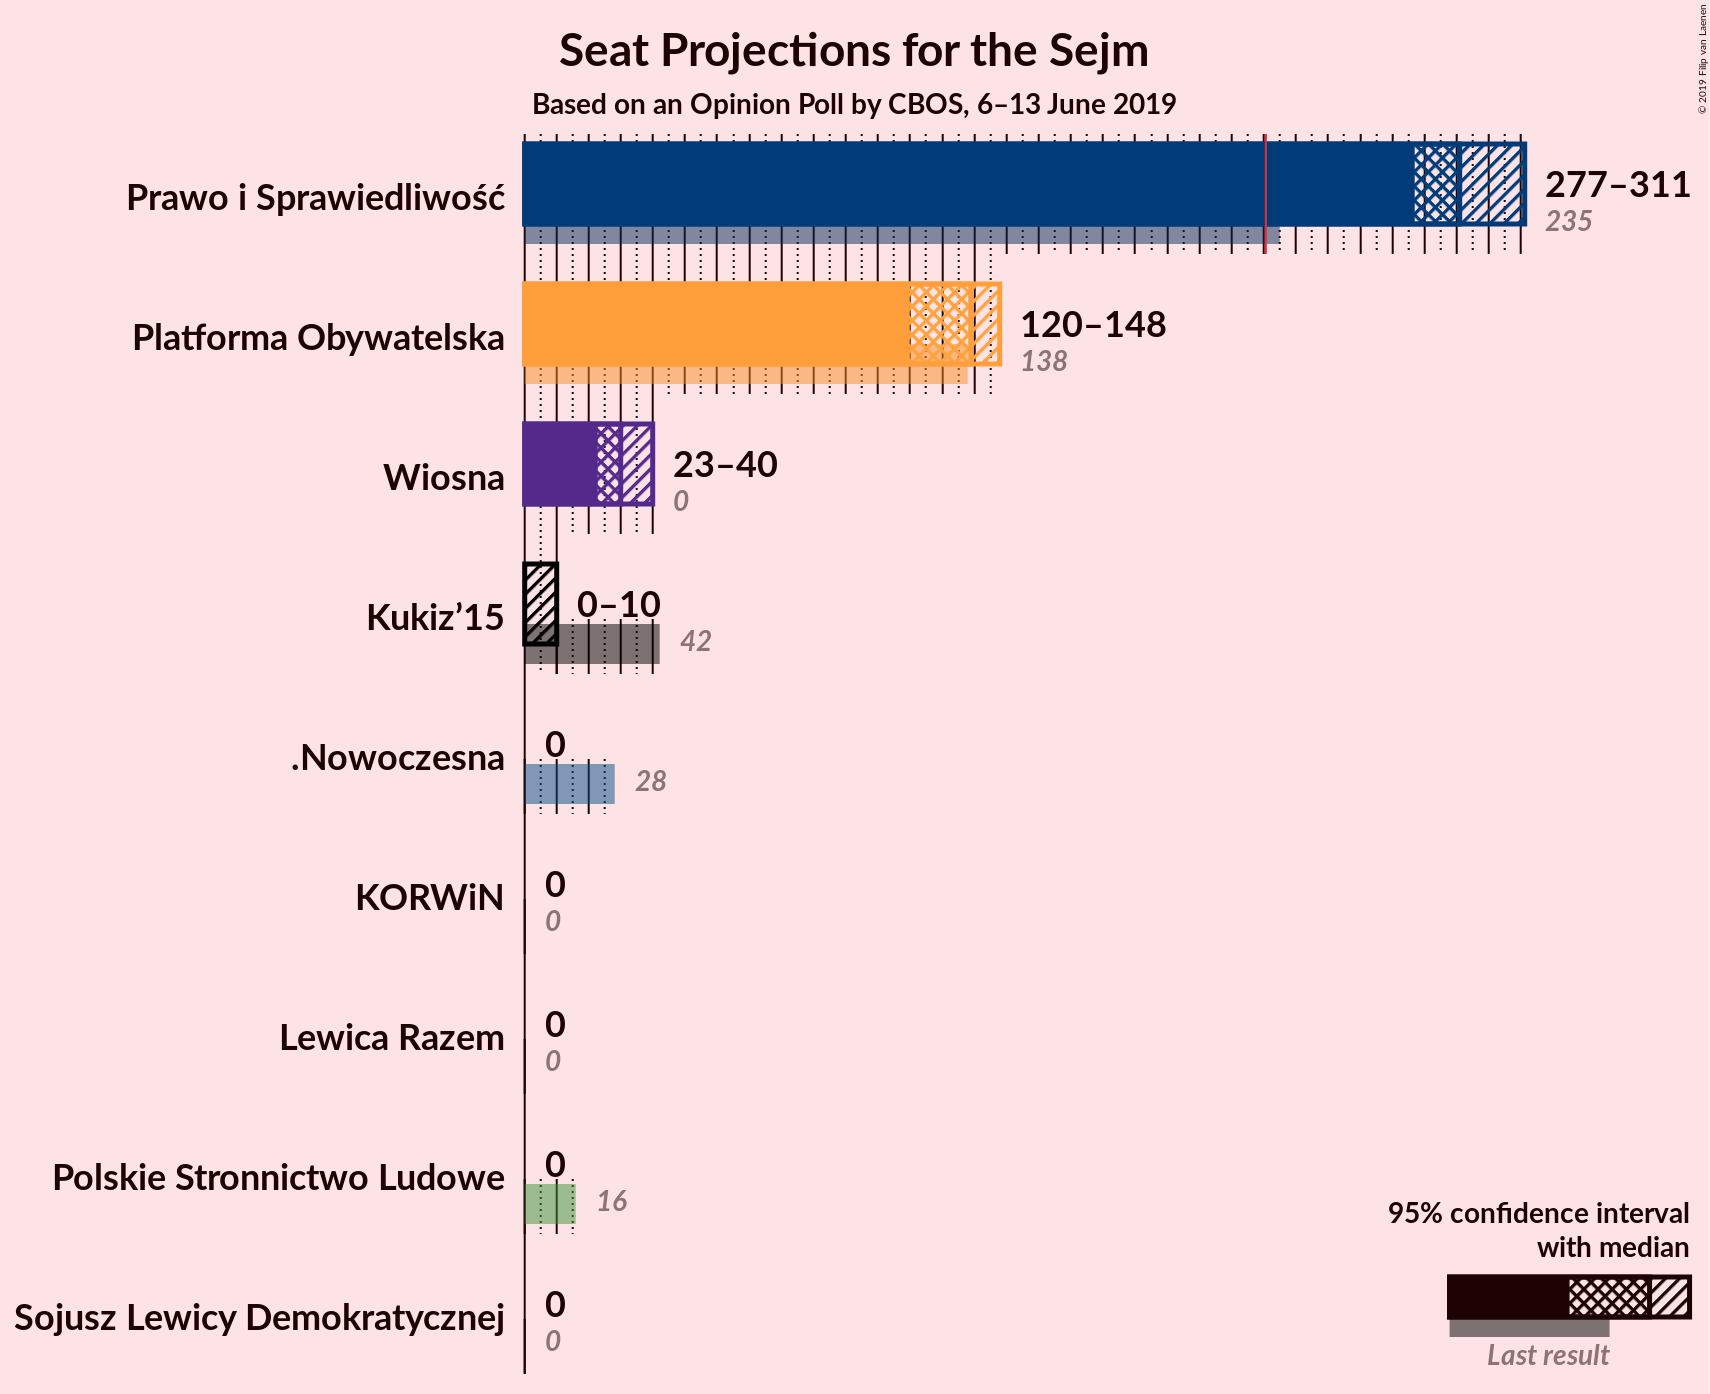 Seat Projections for the Sejm
Based on an Opinion Poll by CBOS, 6–13 June 2019
© 2019 Filip van Laenen
Prawo i Sprawiedliwość
277–311
235
Platforma Obywatelska
120–148
138
Wiosna
23–40
0
Kukiz’15
0–10
42
.Nowoczesna
0
28
KORWiN
0
0
Lewica Razem
0
0
Polskie Stronnictwo Ludowe
0
16
Sojusz Lewicy Demokratycznej
0
0
95% confidence interval
with median
Last result